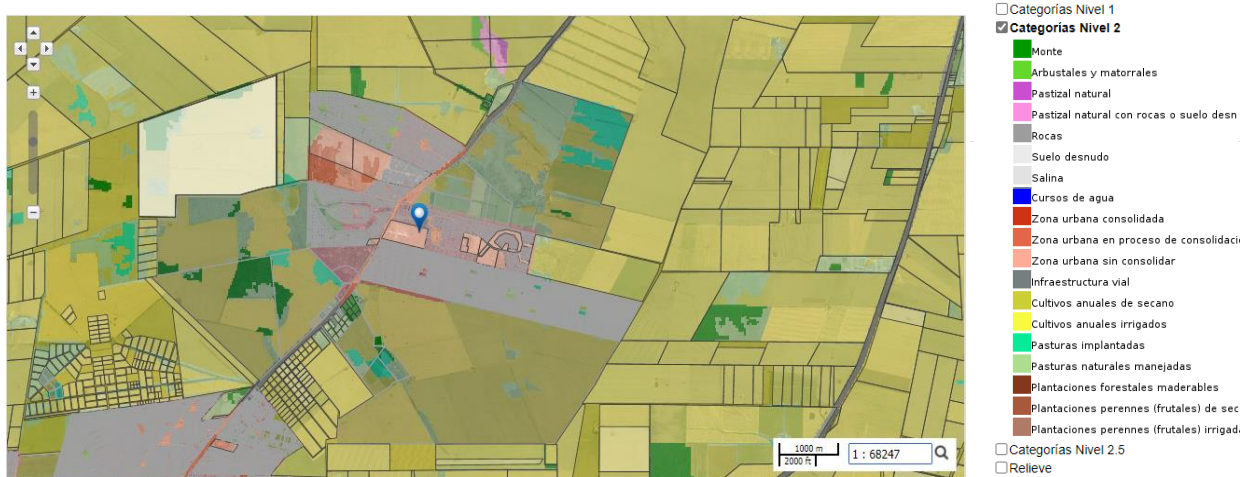 Categorías Nivel 1
Categorías Nivel 2
Monte
Arbustales y matorrales
Pastizal natural
Pastizal natural con rocas o suelo desn
Rocas
Suelo desnudo
Salina
Cursos de agua
Zona urbana consolidada
Zona urbana en proceso de consolidaci
Zona urbana sin consolidar
Infraestructura vial
Cultivos anuales de secano
Cultivos anuales irrigados
Pasturas implantadas
Pasturas naturales manejadas
Plantaciones forestales maderables
Plantaciones perennes (frutales) de sec
Plantaciones perennes (frutales) irrigad
Categorías Nivel 2.5
Relieve
1000 m
2000 ft
1 : 68247